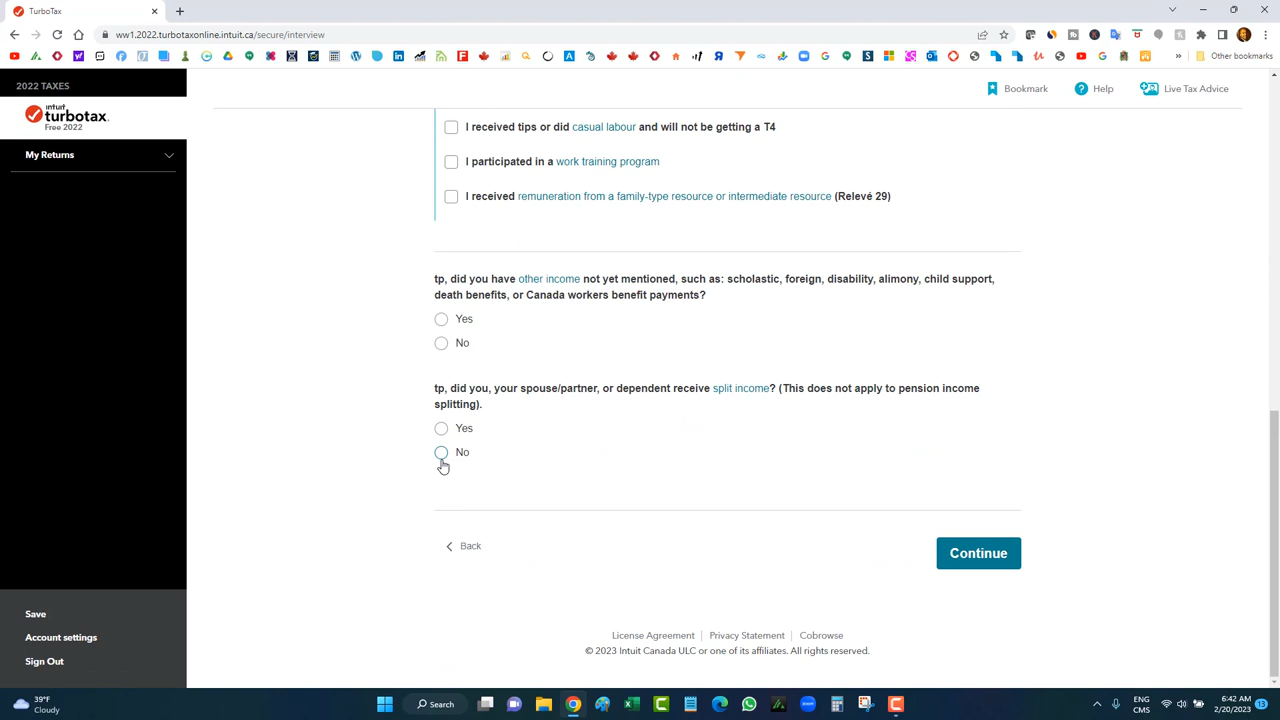 TurboTax
ww1.2022.turbotaxonline.intuit.ca/secure/interview
Other bookmarks
2022 TAXES
intuit
turbotax.
Free 2022
My Returns
Bookmark
Help
Live Tax Advice
I received tips or did casual labour and will not be getting a T4
I participated in a work training program
I received remuneration from a family-type resource or intermediate resource (Relevé 29)
tp, did you have other income not yet mentioned, such as: scholastic, foreign, disability, alimony, child support,
death benefits, or Canada workers benefit payments?
Yes
No
tp, did you, your spouse/partner, or dependent receive split income? (This does not apply to pension income
splitting).
Yes
No
Back
Continue
Save
Account settings
Sign Out
License Agreement
Privacy Statement
Cobrowse
© 2023 Intuit Canada ULC or one of its affiliates. All rights reserved.
39°F
Cloudy
Search
ENG
CMS
6:42 AM
2/20/2023